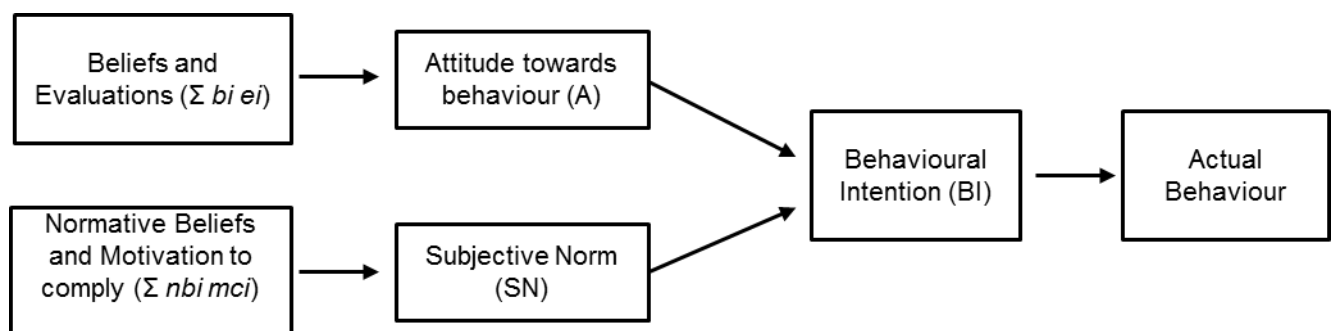 Beliefs and
Evaluations (Σ bi ei)
Attitude towards
behaviour (A)
Behavioural
Intention (BI)
Actual
Behaviour
Normative Beliefs
and Motivation to
comply (Σ nbi mci)
Subjective Norm
(SN)